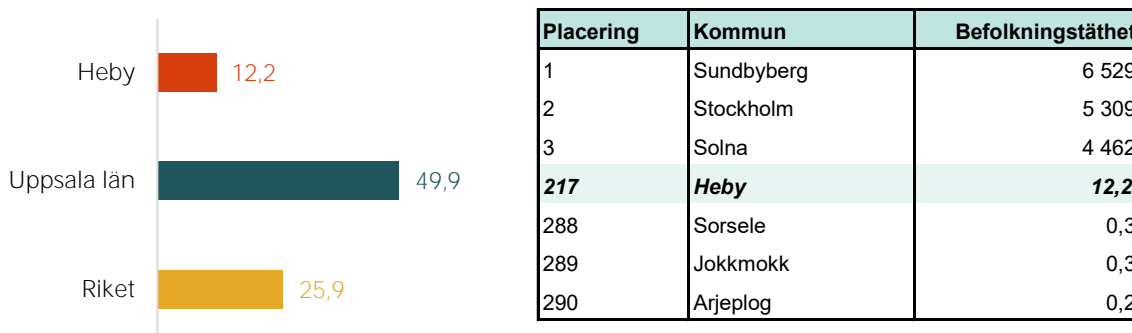 Heby 12,2
Uppsala län 49,9
Riket 25,9
Placering Kommun Befolkningstäthet
1 Sundbyberg 6 529
2 Stockholm 5 309
3 Solna 4 462
217 Heby 12,2
288 Sorsele 0,3
289 Jokkmokk 0,3
290 Arjeplog 0,2